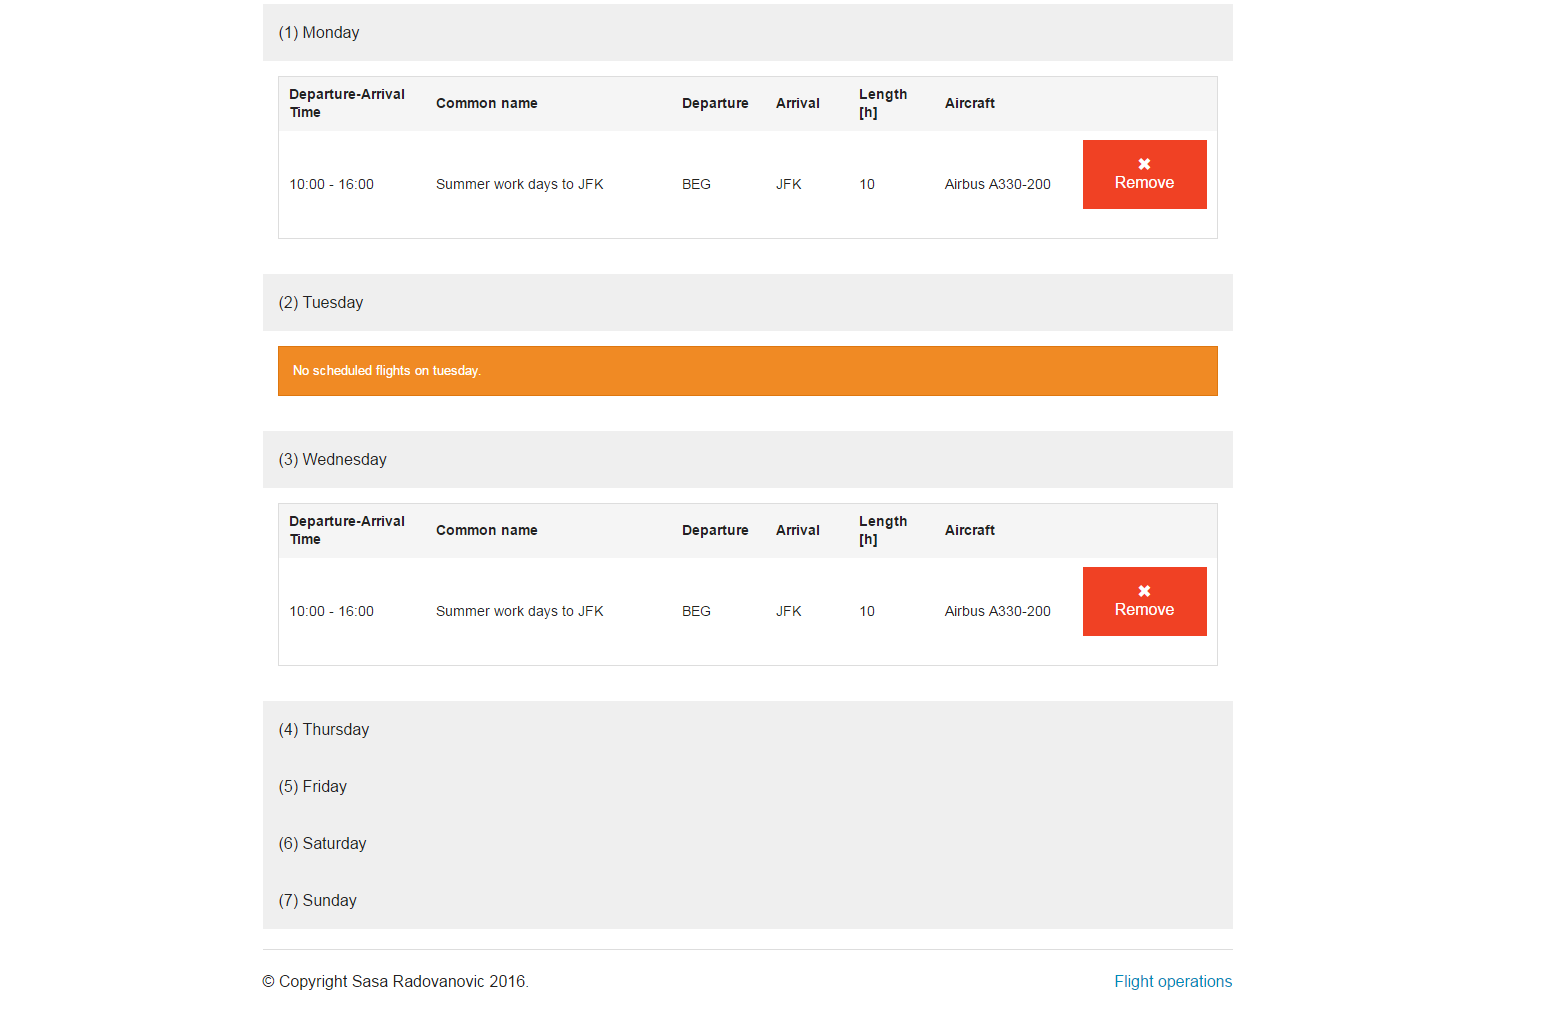 (1) Monday
Departure-Arrival Time Common name Departure Arrival Length [h] Aircraft
10:00 - 16:00 Summer work days to JFK BEG JFK 10 Airbus A330-200 ✖ Remove
(2) Tuesday
No scheduled flights on tuesday.
(3) Wednesday
Departure-Arrival Time Common name Departure Arrival Length [h] Aircraft
10:00 - 16:00 Summer work days to JFK BEG JFK 10 Airbus A330-200 ✖ Remove
(4) Thursday
(5) Friday
(6) Saturday
(7) Sunday
© Copyright Sasa Radovanovic 2016. Flight operations